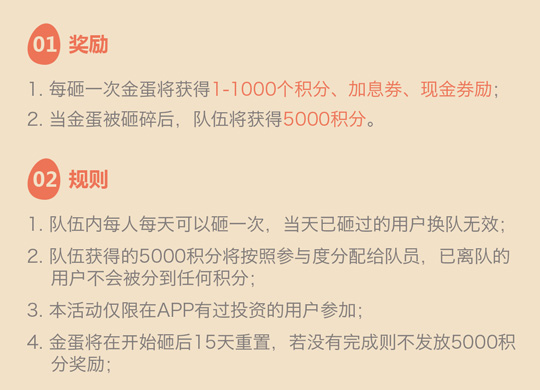 01 奖励
1. 每砸一次金蛋将获得1-1000个积分、加息券、现金券励；
2. 当金蛋被砸碎后，队伍将获得5000积分。
02 规则
1. 队伍内每人每天可以砸一次，当天已砸过的用户换队无效；
2. 队伍获得的5000积分将按照参与度分配给队员，已离队的
用户不会被分到任何积分；
3. 本活动仅限在APP有过投资的用户参加；
4. 金蛋将在开始砸后15天重置，若没有完成则不发放5000积
分奖励；